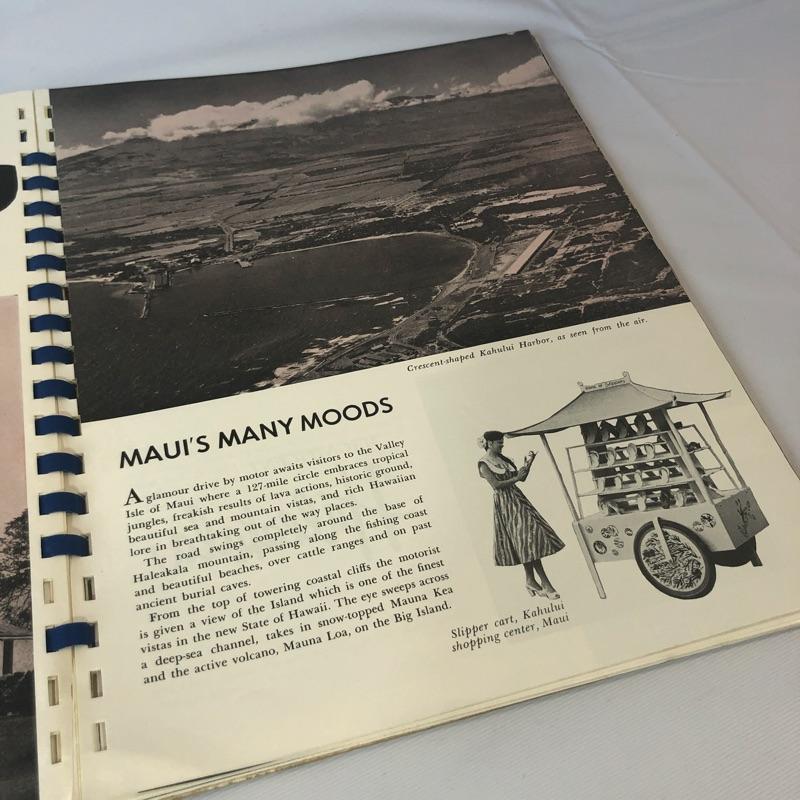 Crescent-shaped Kahului Harbor, as seen from the air.
MAUI'S MANY MOODS
A glamour drive by motor awaits visitors to the Valley
Isle of Maui where a 127-mile circle embraces tropical
jungles, freakish results of lava actions, historic ground,
beautiful sea and mountain vistas, and rich Hawaiian
lore in breathtaking out of the way places.
The road swings completely around the base of
Haleakala mountain, passing along the fishing coast
and beautiful beaches, over cattle ranges and on past
ancient burial caves.
From the top of towering coastal cliffs the motorist
is given a view of the Island which is one of the finest
vistas in the new State of Hawaii. The eye sweeps across
a deep-sea channel, takes in snow-topped Mauna Kea
and the active volcano, Mauna Loa, on the Big Island.
Slipper cart, Kahului
shopping center, Maui